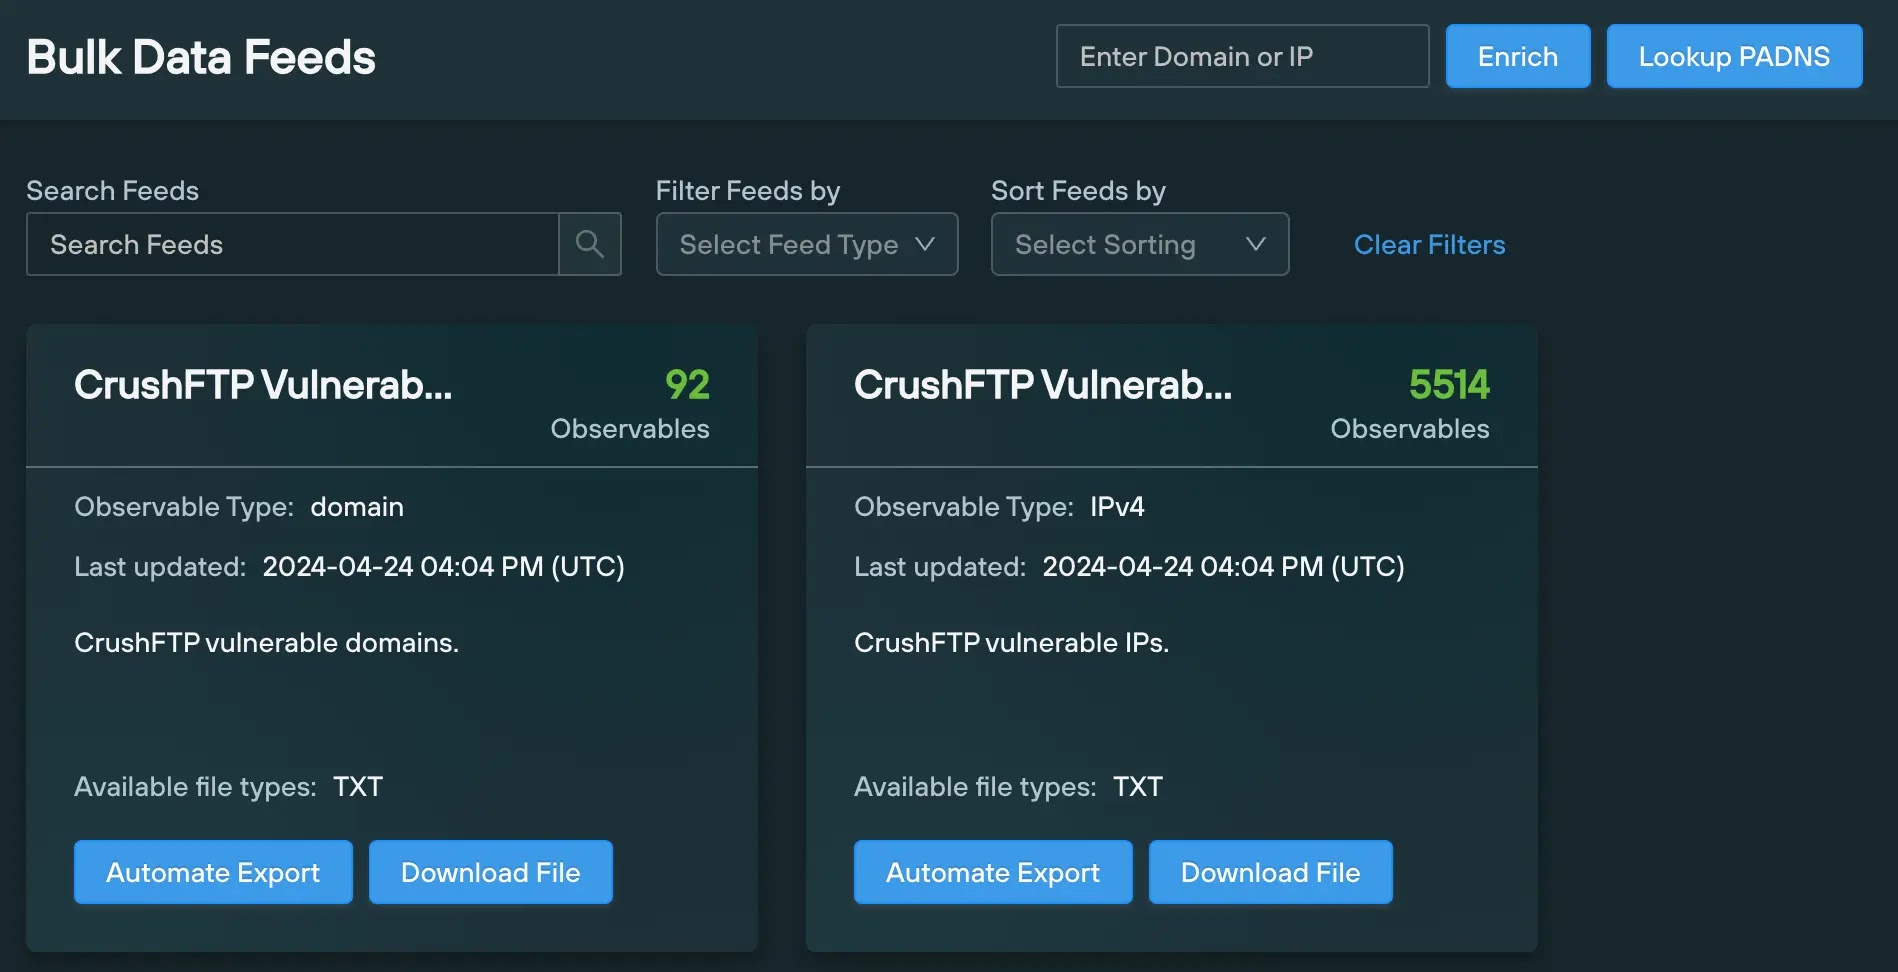 Bulk Data Feeds
Enter Domain or IP
Enrich
Lookup PADNS
Search Feeds
Search Feeds
Filter Feeds by
Select Feed Type
Sort Feeds by
Select Sorting
Clear Filters
CrushFTP Vulnerab...
92
Observables
Observable Type: domain
Last updated: 2024-04-24 04:04 PM (UTC)
CrushFTP vulnerable domains.
Available file types: TXT
Automate Export
Download File
CrushFTP Vulnerab...
5514
Observables
Observable Type: IPv4
Last updated: 2024-04-24 04:04 PM (UTC)
CrushFTP vulnerable IPs.
Available file types: TXT
Automate Export
Download File